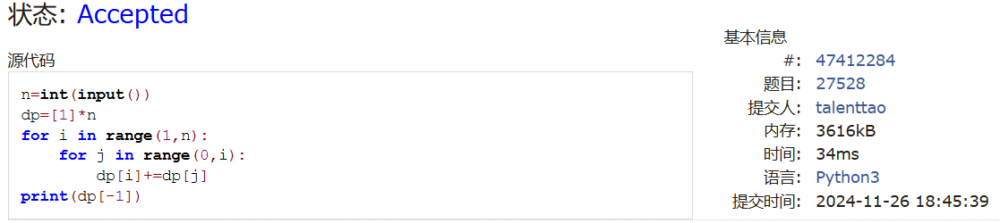 状态: Accepted
源代码
n=int(input())
dp=[1]*n
for i in range(1,n):
    for j in range(0,i):
        dp[i]+=dp[j]
print(dp[-1])
基本信息
#: 47412284
题目: 27528
提交人: talenttao
内存: 3616kB
时间: 34ms
语言: Python3
提交时间: 2024-11-26 18:45:39